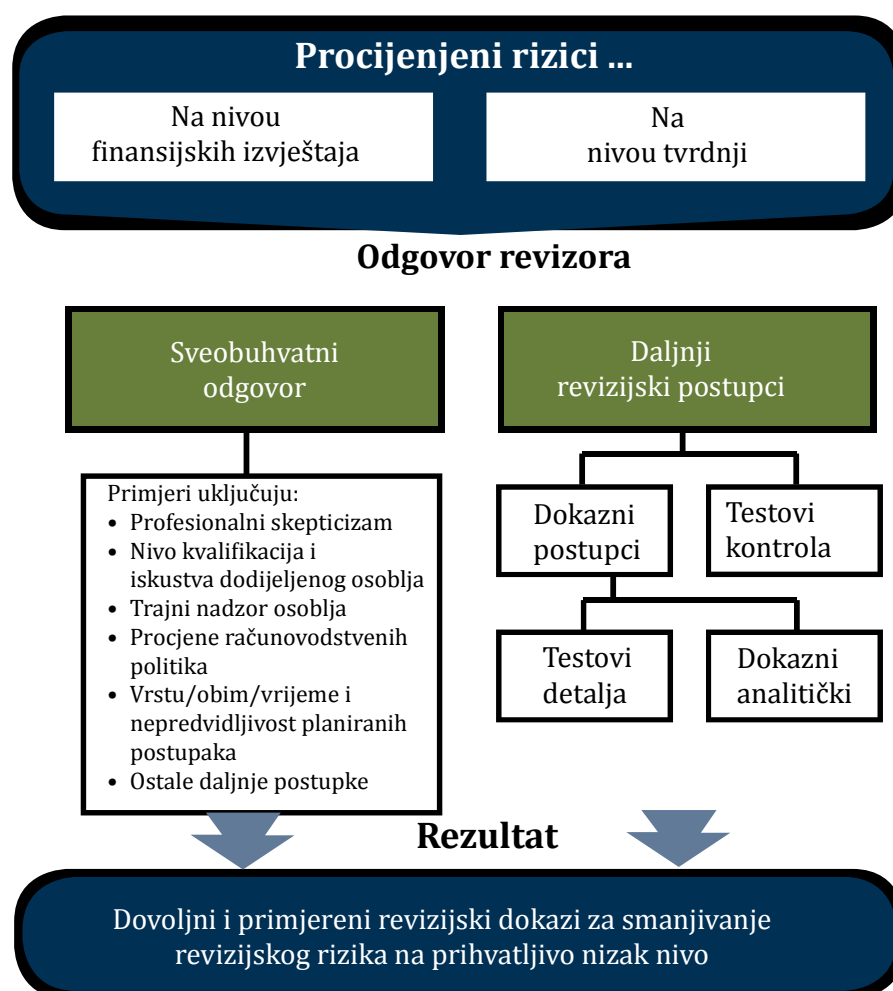 Procijenjeni rizici ...
Na nivou
finansijskih izvještaja
Na
nivou tvrdnji
Odgovor revizora
Sveobuhvatni
odgovor
Daljnji
revizijski postupci
Primjeri uključuju:
• Profesionalni skepticizam
• Nivo kvalifikacija i
iskustva dodijeljenog osoblja
• Trajni nadzor osoblja
• Procjene računovodstvenih
politika
• Vrstu/obim/vrijeme i
nepredvidljivost planiranih
postupaka
• Ostale daljnje postupke
Dokazni
postupci
Testovi
kontrola
Testovi
detalja
Dokazni
analitički
Rezultat
Dovoljni i primjereni revizijski dokazi za smanjivanje
revizijskog rizika na prihvatljivo nizak nivo